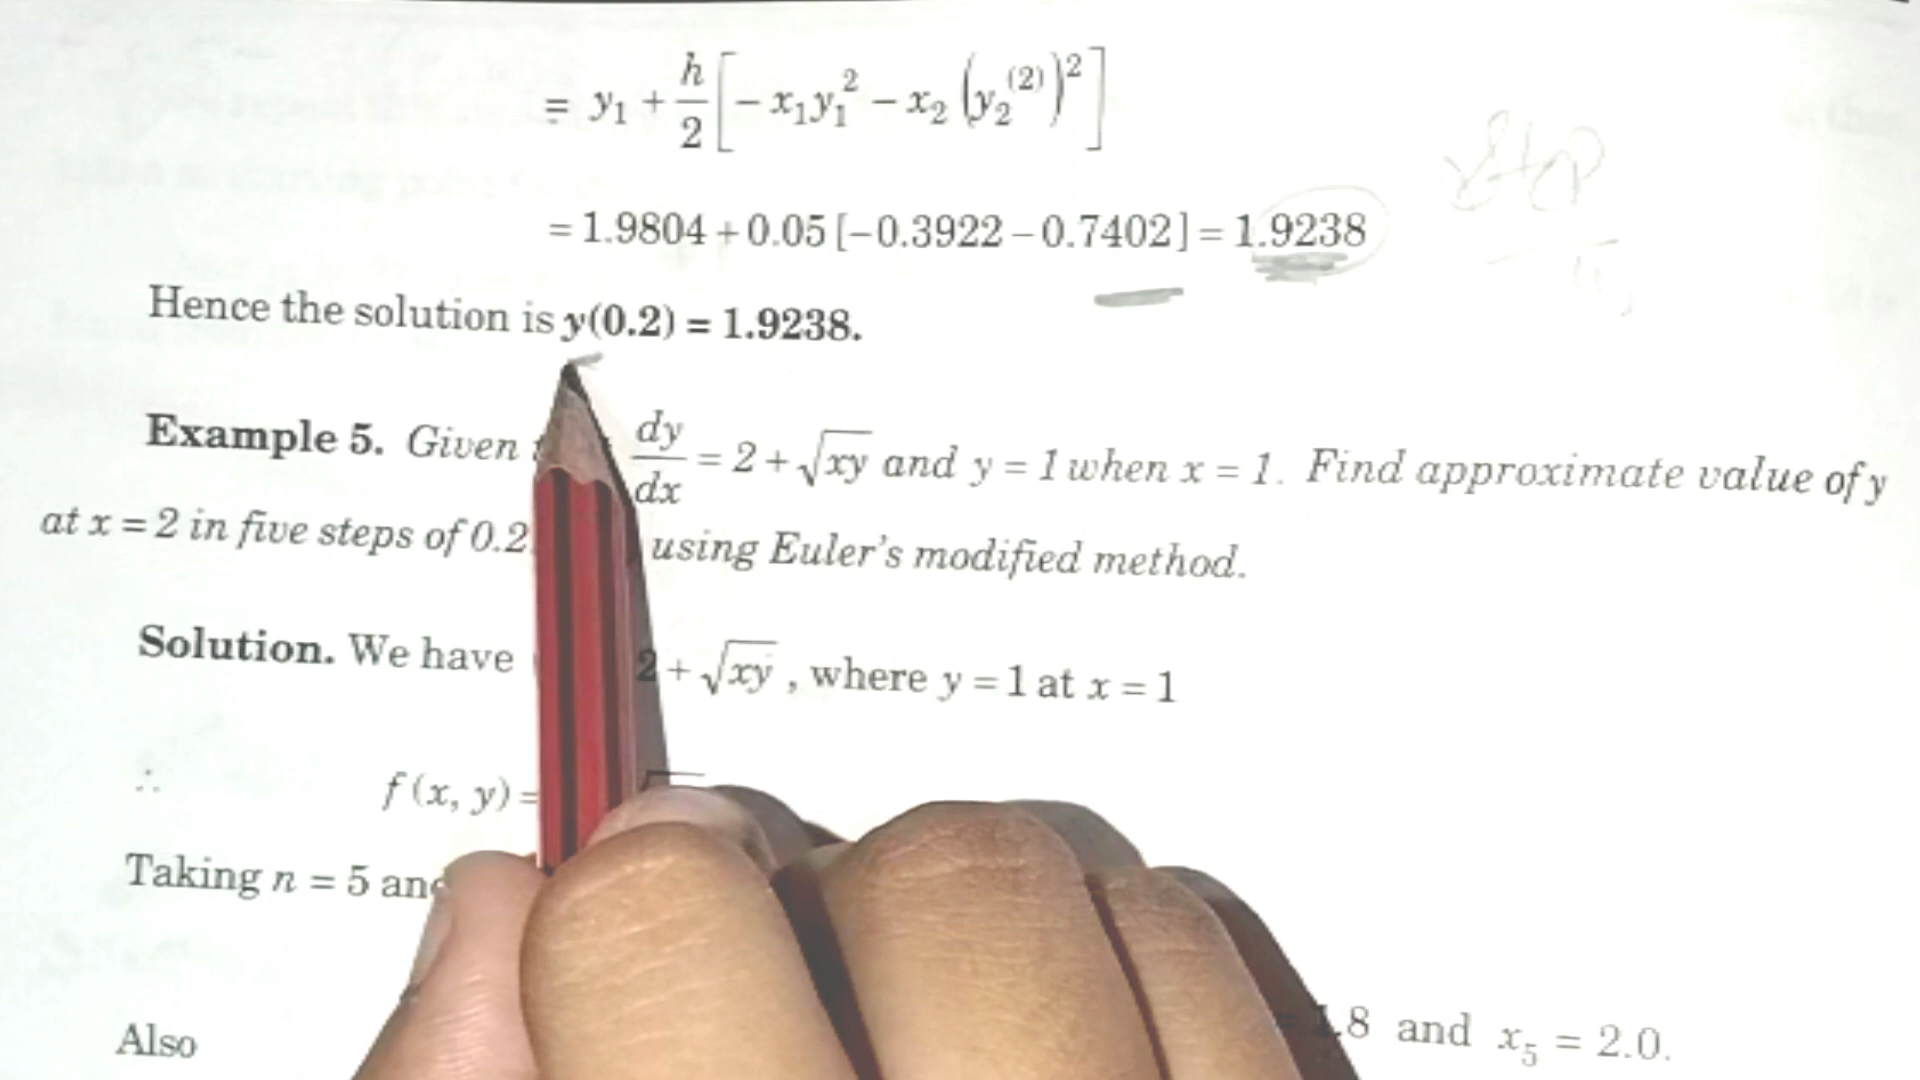 = y₁ + h/2 [ − x₁y₁² − x₂ (y₂⁽²⁾)² ]
= 1.9804 + 0.05 [−0.3922 − 0.7402] = 1.9238
Hence the solution is y(0.2) = 1.9238.
Example 5. Given dy/dx = 2 + √xy and y = 1 when x = 1. Find approximate value of y
at x = 2 in five steps of 0.2 using Euler's modified method.
Solution. We have 2 + √xy , where y = 1 at x = 1
∴ f (x, y) =
Taking n = 5 and
Also 1.8 and x₅ = 2.0.